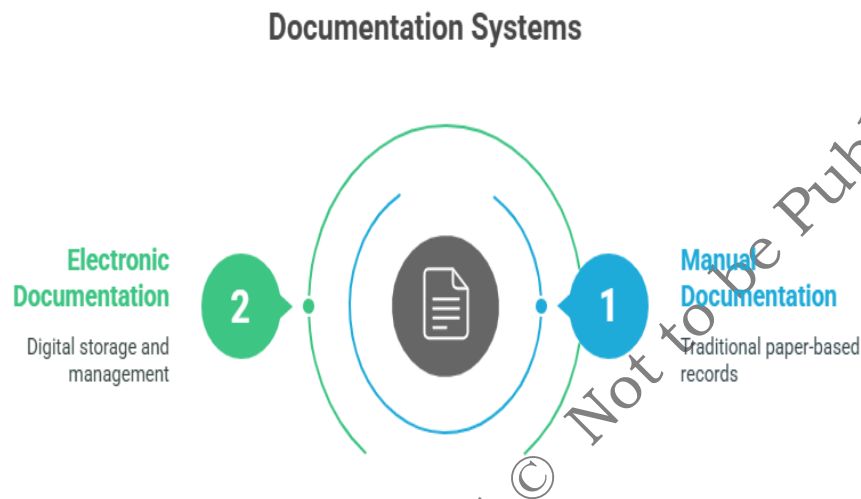 Documentation Systems
Electronic
Documentation
Digital storage and
management
2
1
Manual
Documentation
Traditional paper-based
records
© Not to be